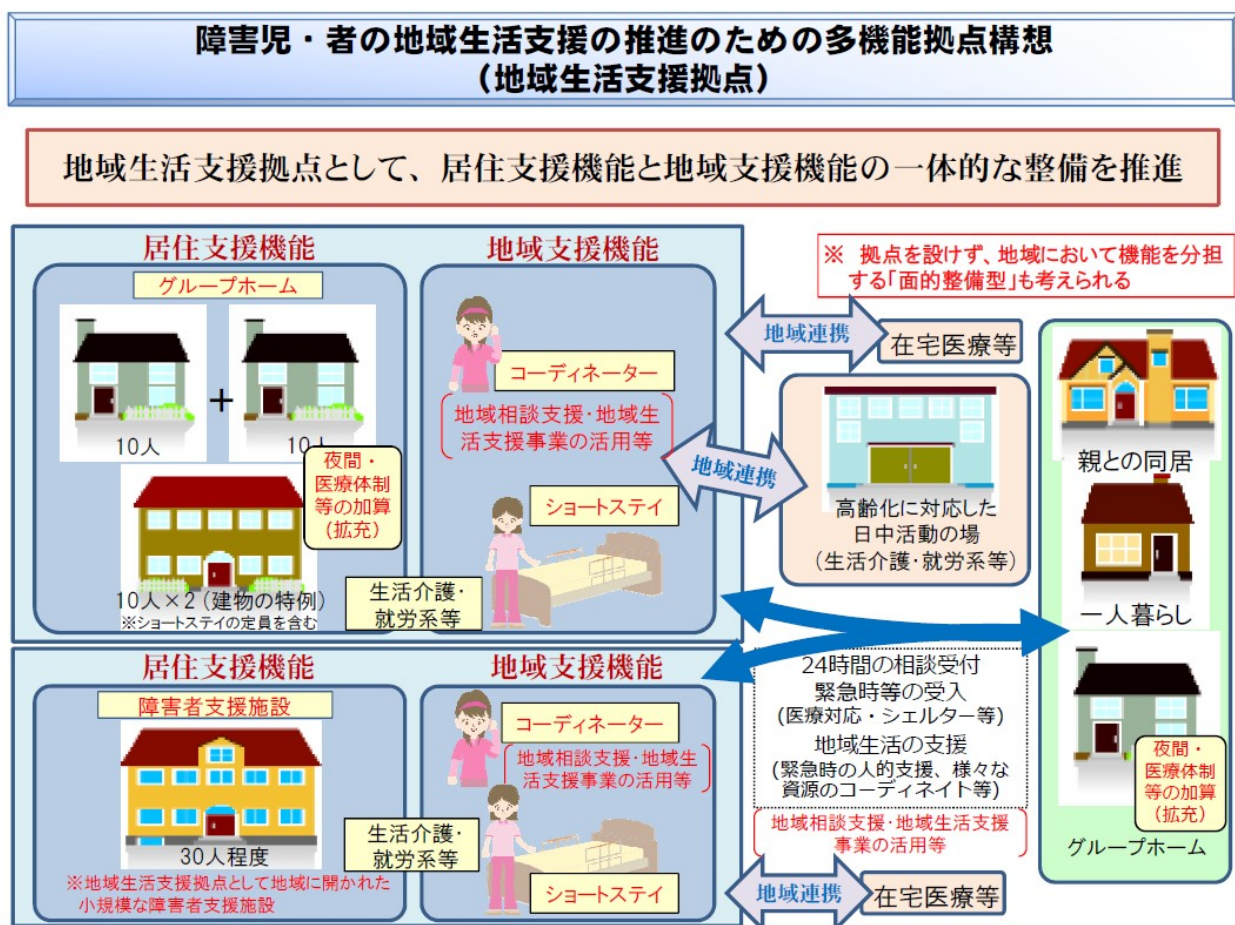 障害児・者の地域生活支援の推進のための多機能拠点構想
（地域生活支援拠点）
地域生活支援拠点として、居住支援機能と地域支援機能の一体的な整備を推進
居住支援機能
グループホーム
+
10人
10人
夜間・
医療体制
等の加算
（拡充）
10人×2（建物の特例）
※ショートステイの定員を含む
地域支援機能
コーディネーター
地域相談支援・地域生
活支援事業の活用等
ショートステイ
生活介護・
就労系等
※ 拠点を設けず、地域において機能を分担
する「面的整備型」も考えられる
地域連携
在宅医療等
地域連携
高齢化に対応した
日中活動の場
（生活介護・就労系等）
親との同居
一人暮らし
夜間・
医療体制
等の加算
（拡充）
グループホーム
24時間の相談受付
緊急時等の受入
(医療対応・シェルター等)
地域生活の支援
(緊急時の人的支援、様々な
資源のコーディネイト等)
地域相談支援・地域生活支援
事業の活用等
居住支援機能
障害者支援施設
30人程度
※地域生活支援拠点として地域に開かれた
小規模な障害者支援施設
地域支援機能
コーディネーター
地域相談支援・地域生
活支援事業の活用等
生活介護・
就労系等
ショートステイ
地域連携
在宅医療等